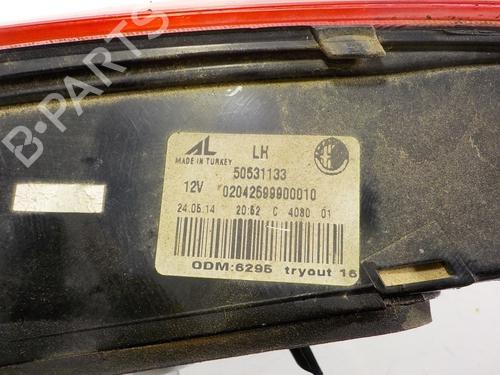 B-PARTS
AL
MADE IN TURKEY
LH
50531133
12V 02042699900010
24.05.14 20:52 C 4080 01
ODM:6295 tryout 16